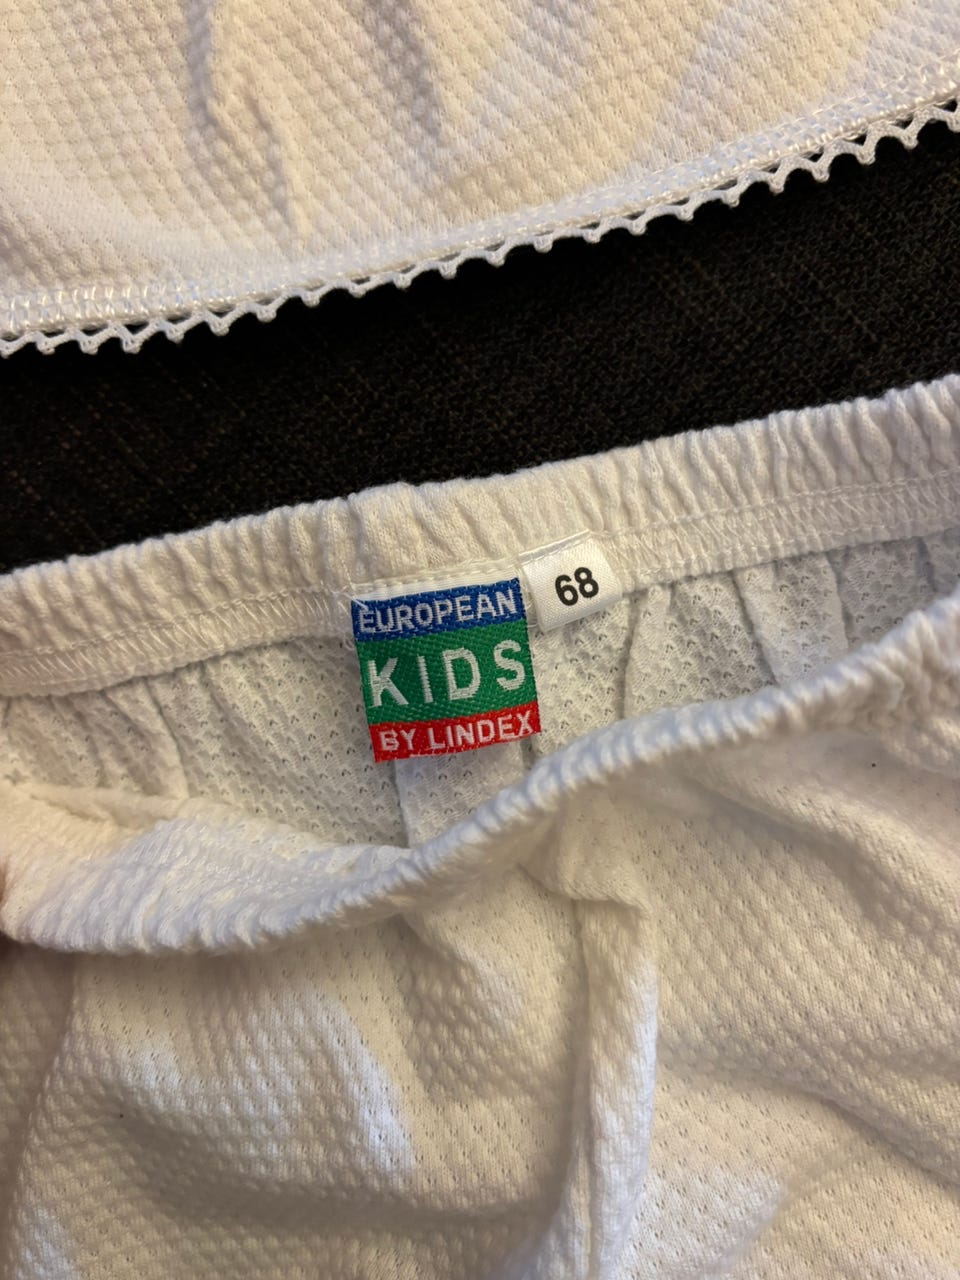 EUROPEAN
KIDS
BY LINDEX
68